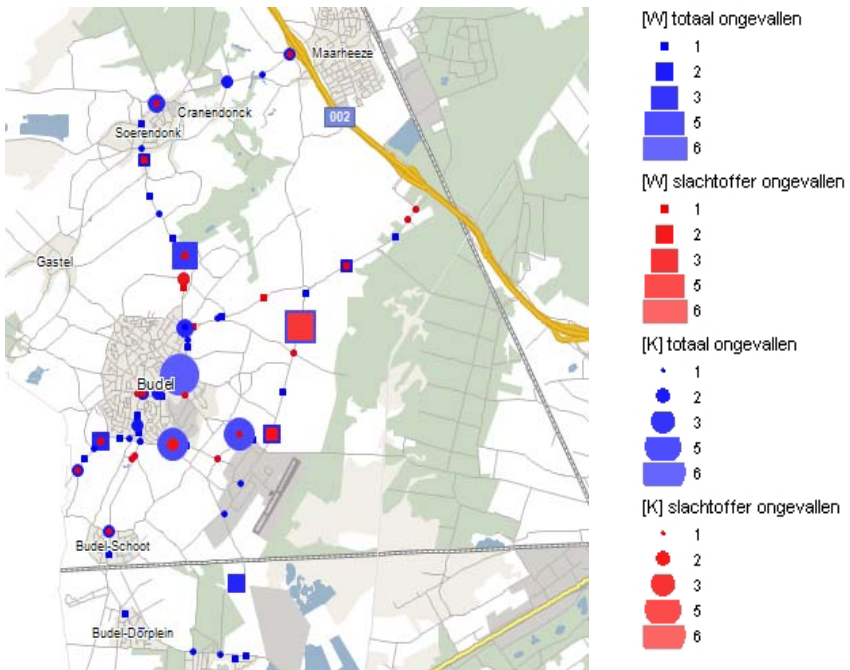 Maarheeze
Cranendonck
002
Soerendonk
Gastel
Budel
Budel-Schoot
Budel-Dorplein
[W] totaal ongevallen
1
2
3
5
6
[W] slachtoffer ongevallen
1
2
3
5
6
[K] totaal ongevallen
1
2
3
5
6
[K] slachtoffer ongevallen
1
2
3
5
6